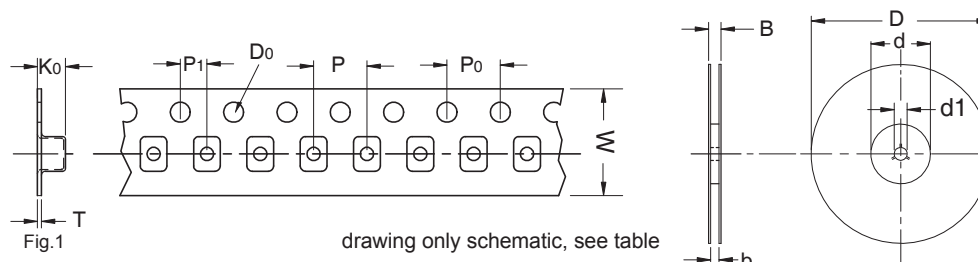 K0
P1
D0
P
P0
W
T
Fig.1
drawing only schematic, see table
B
D
d
d1
b